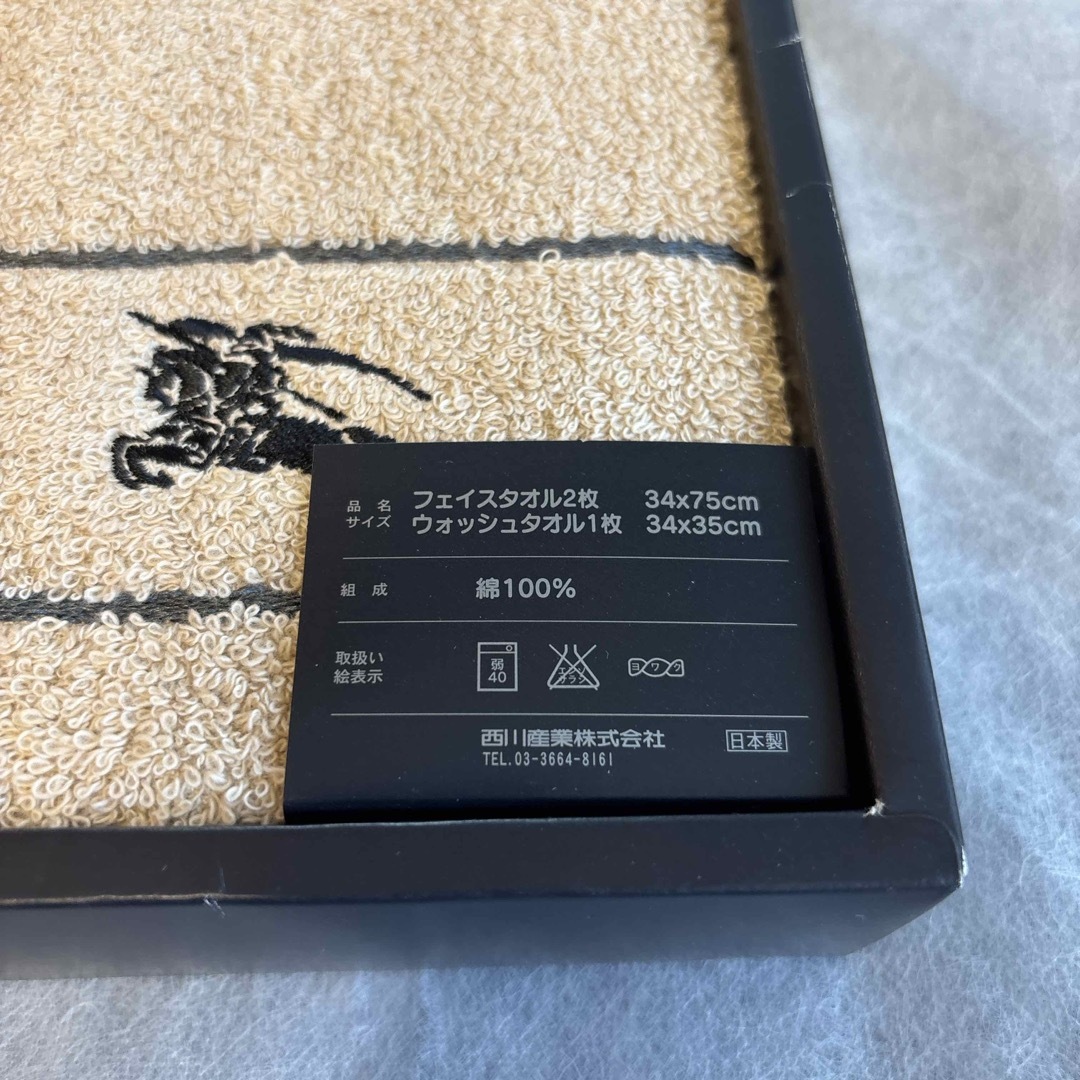 品名 フェイスタオル2枚 34x75cm
サイズ ウォッシュタオル1枚 34x35cm
組成 綿100%
取扱い
絵表示
弱
40
エンソ
サラシ
ヨワク
西川産業株式会社 日本製
TEL.03-3664-8161